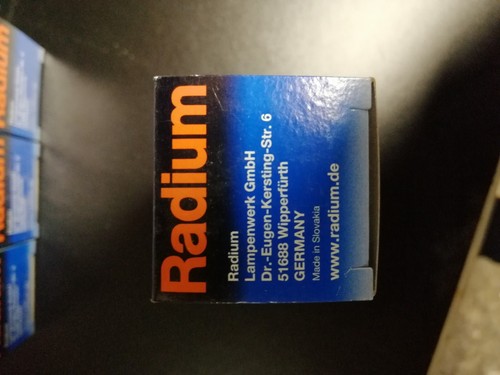 Radium
Radium
Lampenwerk GmbH
Dr.-Eugen-Kersting-Str. 6
51688 Wipperfürth
GERMANY
Made in Slovakia
www.radium.de